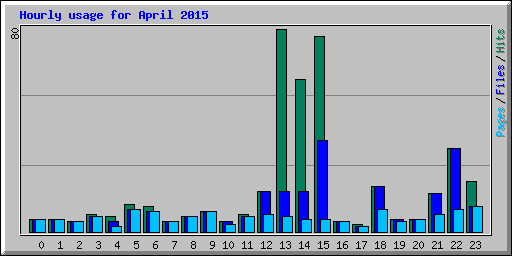 Hourly usage for April 2015
80
Pages/Files/Hits
0 1 2 3 4 5 6 7 8 9 10 11 12 13 14 15 16 17 18 19 20 21 22 23